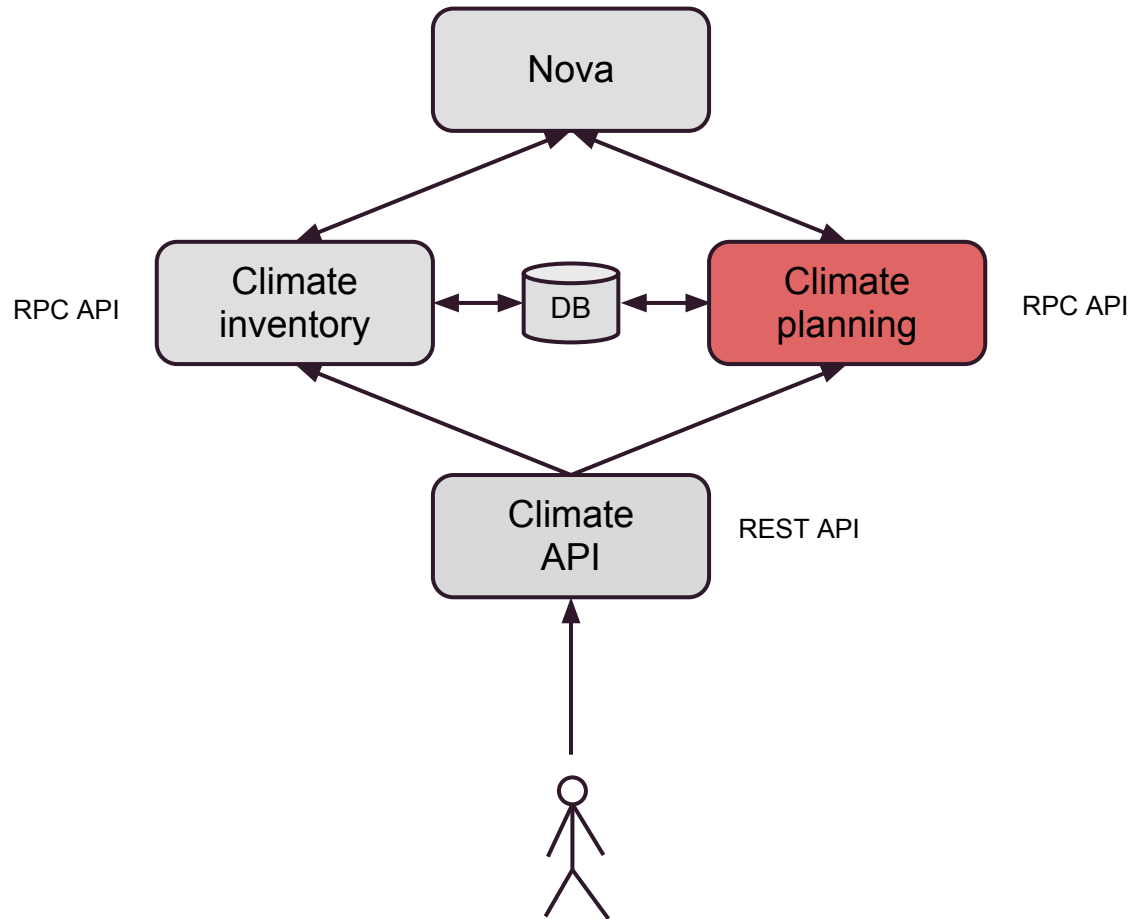 Nova
RPC API
Climate
inventory
DB
Climate
planning
RPC API
Climate
API
REST API